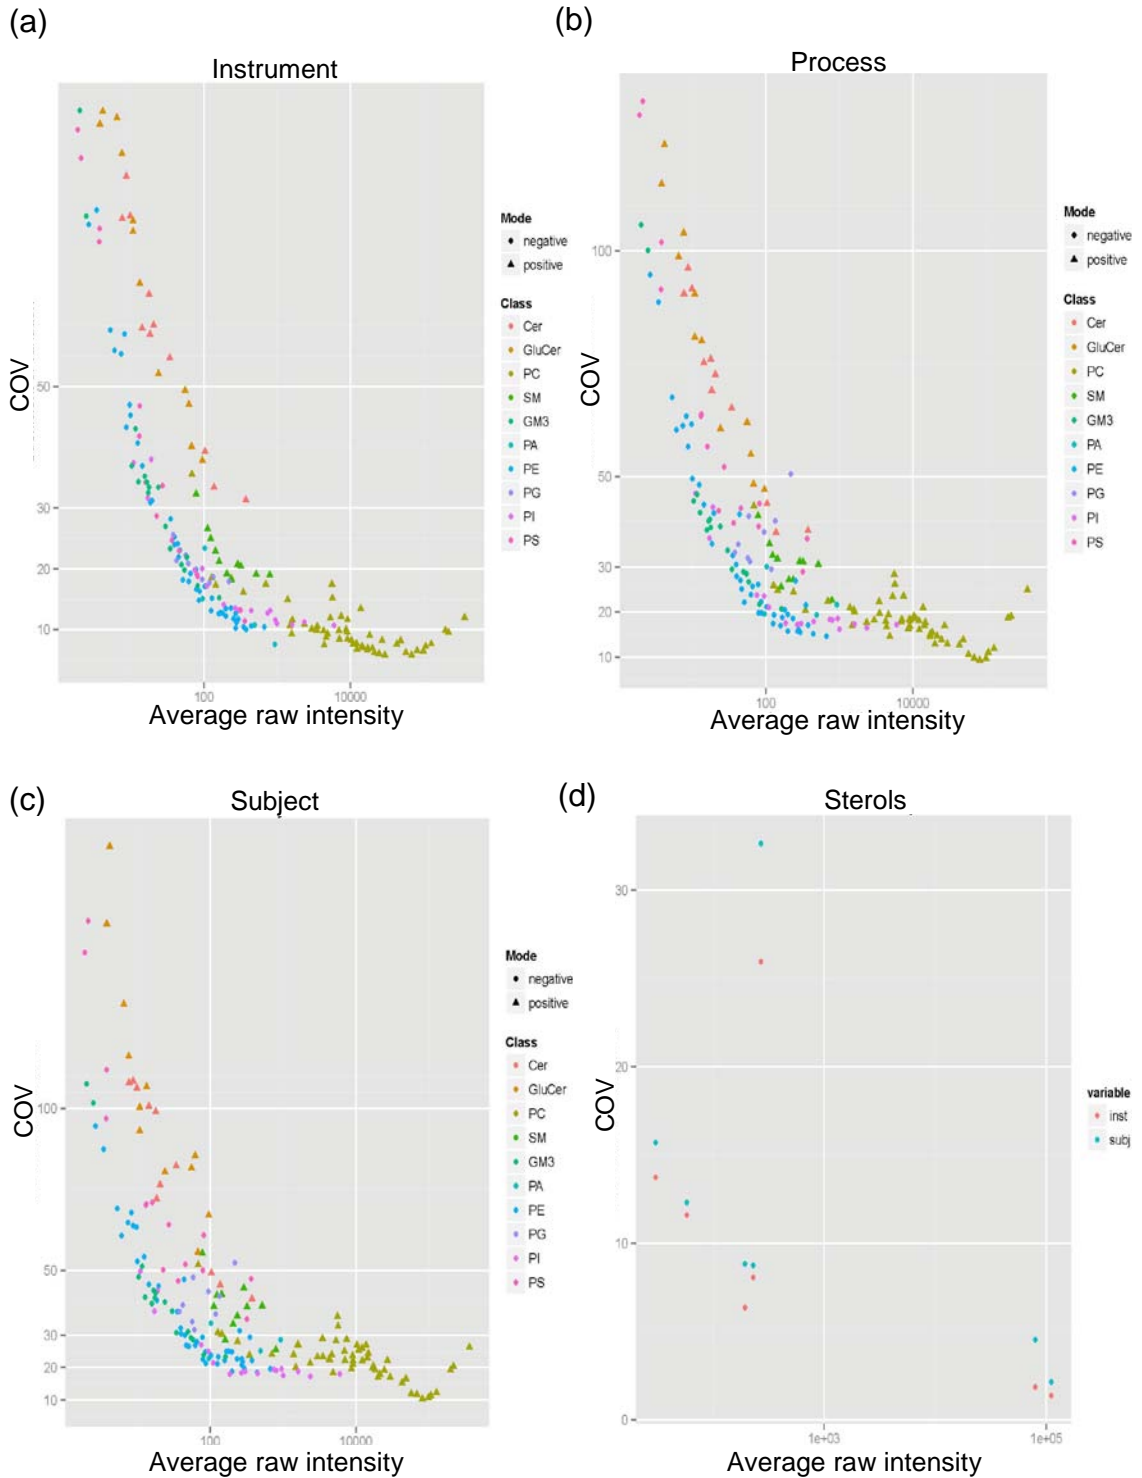 (a)
Instrument
COV
50
30
20
10
100
10000
Average raw intensity
Mode
negative
positive
Class
Cer
GluCer
PC
SM
GM3
PA
PE
PG
PI
PS
(b)
Process
COV
100
50
30
20
10
100
10000
Average raw intensity
Mode
negative
positive
Class
Cer
GluCer
PC
SM
GM3
PA
PE
PG
PI
PS
(c)
Subject
COV
100
50
30
20
10
100
10000
Average raw intensity
Mode
negative
positive
Class
Cer
GluCer
PC
SM
GM3
PA
PE
PG
PI
PS
(d)
Sterols
COV
30
20
10
0
1e+03
1e+05
Average raw intensity
variable
inst
subj